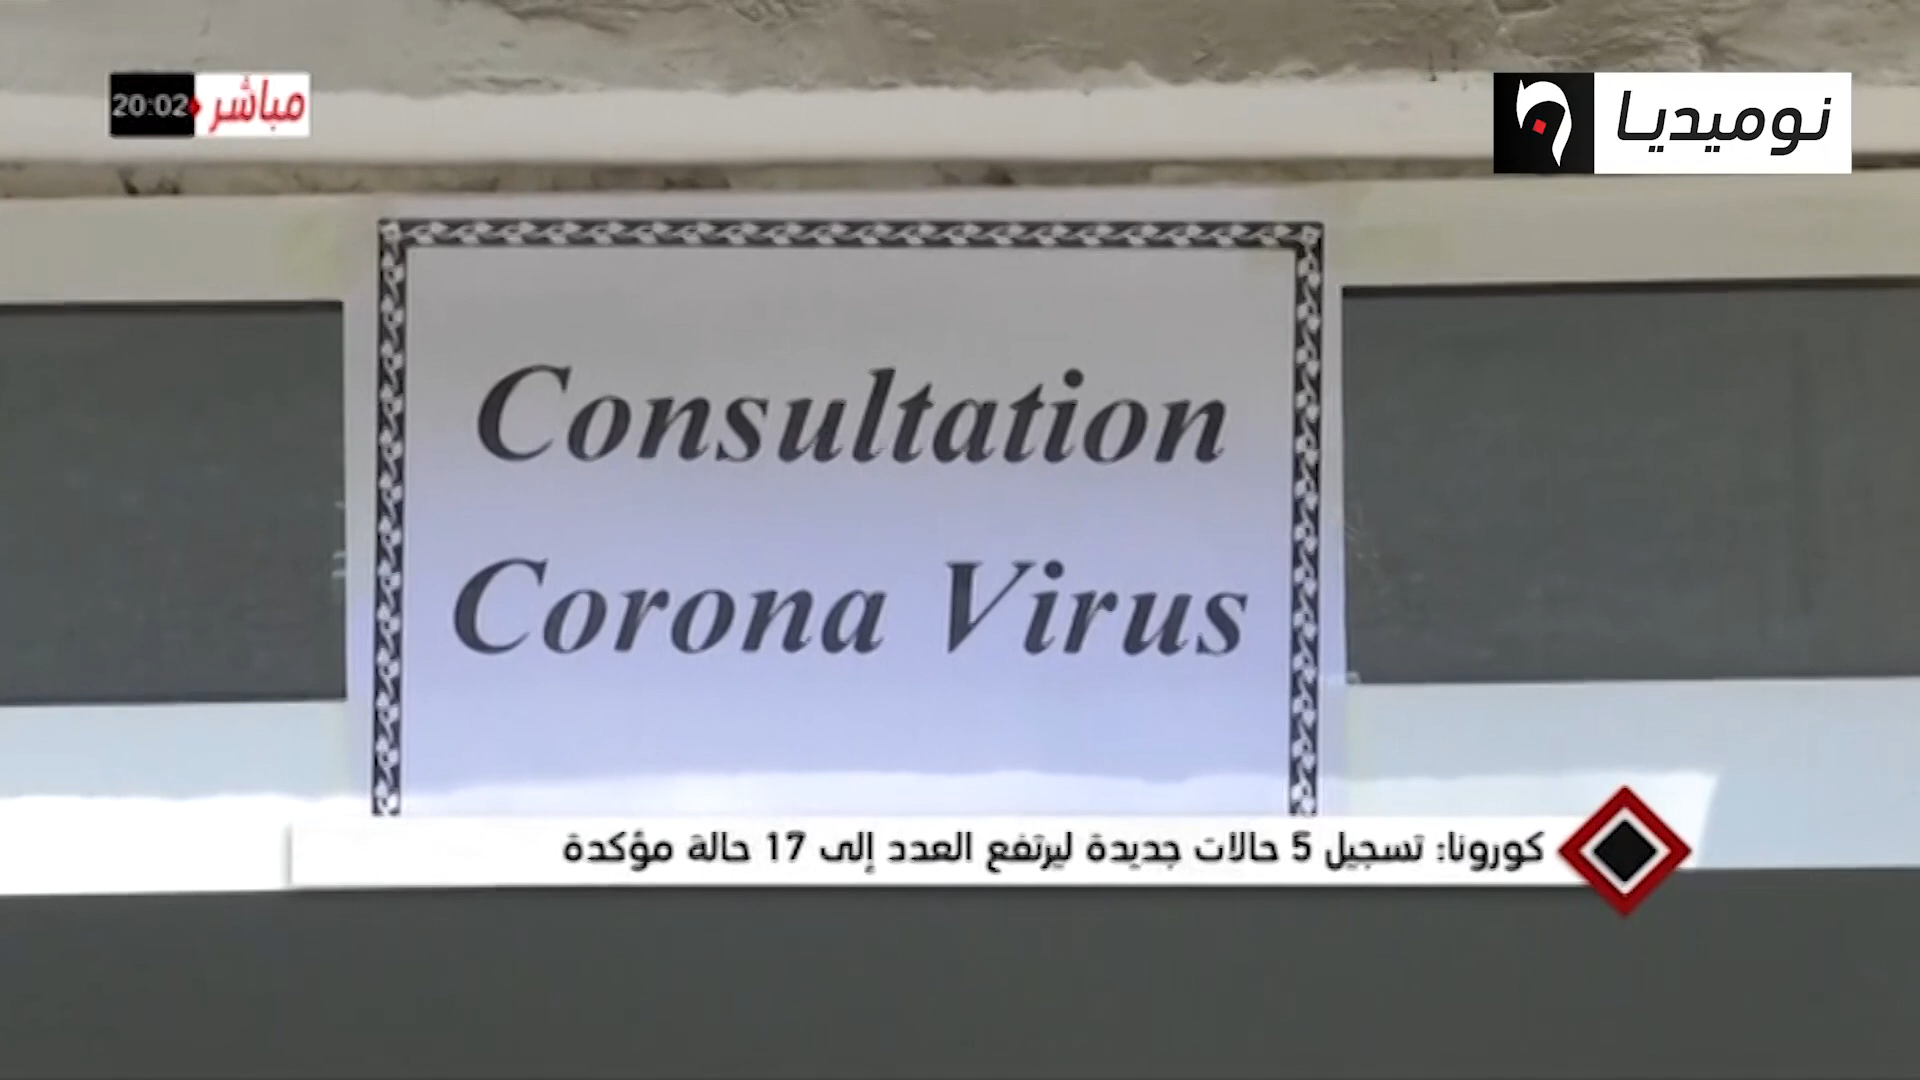 20:02 مباشر
نوميديا
Consultation
Corona Virus
كورونا: تسجيل 5 حالات جديدة ليرتفع العدد إلى 17 حالة مؤكدة